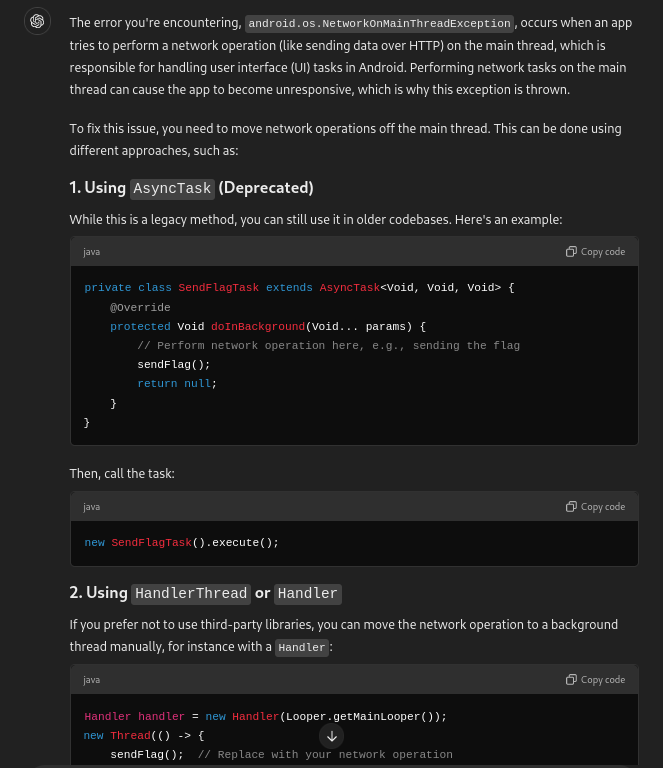 The error you're encountering, android.os.NetworkOnMainThreadException, occurs when an app
tries to perform a network operation (like sending data over HTTP) on the main thread, which is
responsible for handling user interface (UI) tasks in Android. Performing network tasks on the main
thread can cause the app to become unresponsive, which is why this exception is thrown.
To fix this issue, you need to move network operations off the main thread. This can be done using
different approaches, such as:
1. Using AsyncTask (Deprecated)
While this is a legacy method, you can still use it in older codebases. Here's an example:
java Copy code
private class SendFlagTask extends AsyncTask<Void, Void, Void> {
    @Override
    protected Void doInBackground(Void... params) {
        // Perform network operation here, e.g., sending the flag
        sendFlag();
        return null;
    }
}
Then, call the task:
java Copy code
new SendFlagTask().execute();
2. Using HandlerThread or Handler
If you prefer not to use third-party libraries, you can move the network operation to a background
thread manually, for instance with a Handler:
java Copy code
Handler handler = new Handler(Looper.getMainLooper());
new Thread(() -> {
    sendFlag();  // Replace with your network operation